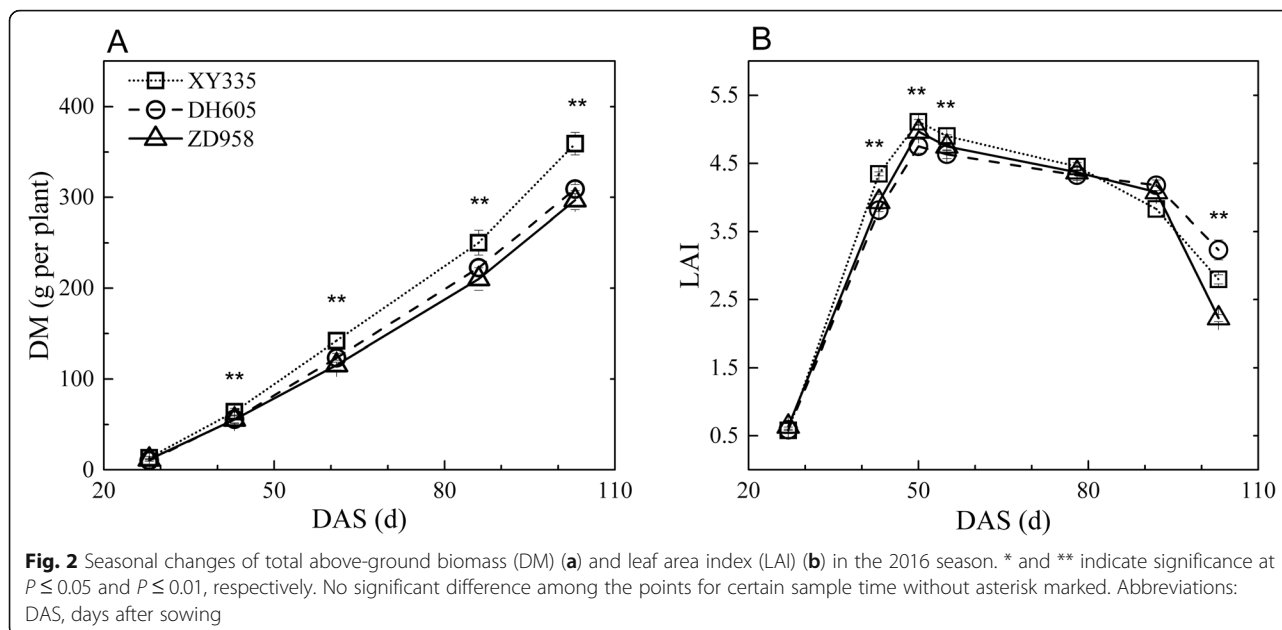 A
XY335
DH605
ZD958
**
**
**
**
400
300
200
100
0
DM (g per plant)
20
50
80
110
DAS (d)
B
**
**
**
**
5.5
4.5
3.5
2.5
1.5
0.5
LAI
20
50
80
110
DAS (d)
Fig. 2 Seasonal changes of total above-ground biomass (DM) (a) and leaf area index (LAI) (b) in the 2016 season. * and ** indicate significance at
P ≤ 0.05 and P ≤ 0.01, respectively. No significant difference among the points for certain sample time without asterisk marked. Abbreviations:
DAS, days after sowing